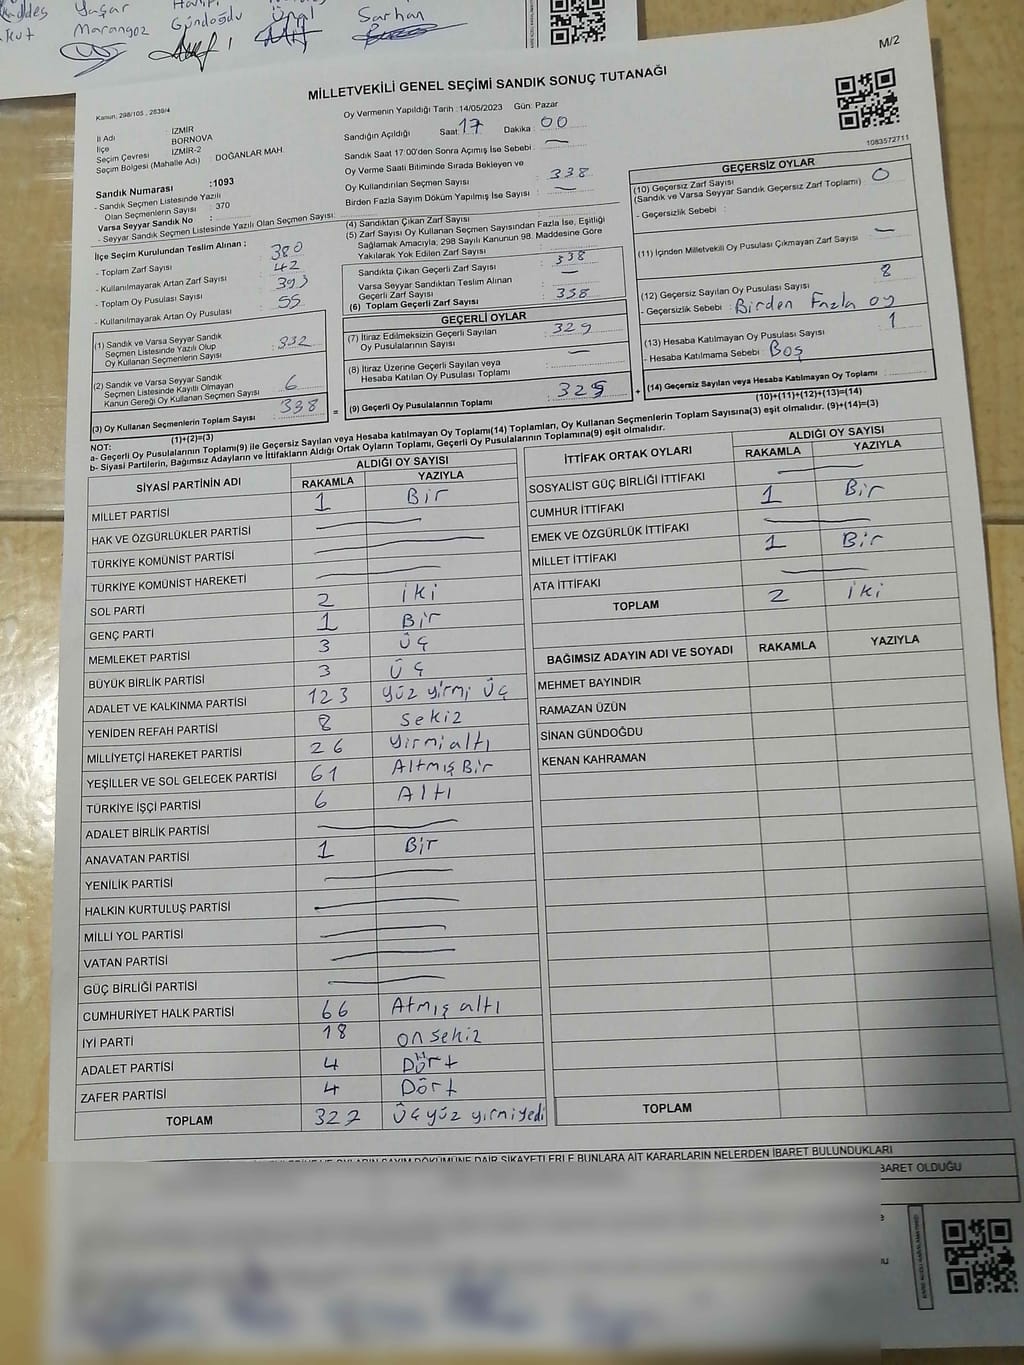 Yaşar
Marangoz
Gündoğdu
Ünal
Sarhan
M/2
MİLLETVEKİLİ GENEL SEÇİMİ SANDIK SONUÇ TUTANAĞI
Kanun, 298/105 , 2839/4
İl Adı : İZMİR
İlçe : BORNOVA
Seçim Çevresi : İZMİR-2
Seçim Bölgesi (Mahalle Adı) : DOĞANLAR MAH.
Sandık Numarası :1093
- Sandık Seçmen Listesinde Yazılı
Olan Seçmenlerin Sayısı : 370
Varsa Seyyar Sandık No :
- Seyyar Sandık Seçmen Listesinde Yazılı Olan Seçmen Sayısı:
Oy Vermenin Yapıldığı Tarih :14/05/2023 Gün: Pazar
Sandığın Açıldığı Saat: 17 Dakika : 00
Sandık Saat 17:00'den Sonra Açımış İse Sebebi : —
Oy Verme Saati Bitiminde Sırada Bekleyen ve
Oy Kullandırılan Seçmen Sayısı : 338
Birden Fazla Sayım Döküm Yapılmış İse Sayısı : —
1083572711
İlçe Seçim Kurulundan Teslim Alınan :
- Toplam Zarf Sayısı : 380
- Kullanılmayarak Artan Zarf Sayısı : 42
- Toplam Oy Pusulası Sayısı : 393
- Kullanılmayarak Artan Oy Pusulası : 55
(1) Sandık ve Varsa Seyyar Sandık
Seçmen Listesinde Yazılı Olup
Oy Kullanan Seçmenlerin Sayısı : 332
(2) Sandık ve Varsa Seyyar Sandık
Seçmen Listesinde Kayıtlı Olmayan
Kanun Gereği Oy Kullanan Seçmen Sayısı : 6
(3) Oy Kullanan Seçmenlerin Toplam Sayısı : 338
(1)+(2)=(3)
(4) Sandıktan Çıkan Zarf Sayısı :
(5) Zarf Sayısı Oy Kullanan Seçmen Sayısından Fazla İse, Eşitliği
Sağlamak Amacıyla, 298 Sayılı Kanunun 98. Maddesine Göre
Yakılarak Yok Edilen Zarf Sayısı :
Sandıkta Çıkan Geçerli Zarf Sayısı : 338
Varsa Seyyar Sandıktan Teslim Alınan
Geçerli Zarf Sayısı : —
(6) Toplam Geçerli Zarf Sayısı : 338
GEÇERLİ OYLAR
(7) İtiraz Edilmeksizin Geçerli Sayılan
Oy Pusulalarının Sayısı : 329
(8) İtiraz Üzerine Geçerli Sayılan veya
Hesaba Katılan Oy Pusulası Toplamı : —
(9) Geçerli Oy Pusulalarının Toplamı : 329
GEÇERSİZ OYLAR
(10) Geçersiz Zarf Sayısı
(Sandık ve Varsa Seyyar Sandık Geçersiz Zarf Toplamı) : 0
- Geçersizlik Sebebi :
(11) İçinden Milletvekili Oy Pusulası Çıkmayan Zarf Sayısı : —
(12) Geçersiz Sayılan Oy Pusulası Sayısı : 8
- Geçersizlik Sebebi : Birden Fazla oy
(13) Hesaba Katılmayan Oy Pusulası Sayısı : 1
- Hesaba Katılmama Sebebi : Boş
(14) Geçersiz Sayılan veya Hesaba Katılmayan Oy Toplamı :
(10)+(11)+(12)+(13)=(14)
NOT:
a- Geçerli Oy Pusulalarının Toplamı(9) ile Geçersiz Sayılan veya Hesaba katılmayan Oy Toplamı(14) Toplamları, Oy Kullanan Seçmenlerin Toplam Sayısına(3) eşit olmalıdır. (9)+(14)=(3)
b- Siyasi Partilerin, Bağımsız Adayların ve İttifakların Aldığı Ortak Oyların Toplamı, Geçerli Oy Pusulalarının Toplamına(9) eşit olmalıdır.
SİYASİ PARTİNİN ADI ALDIĞI OY SAYISI
RAKAMLA YAZIYLA
MİLLET PARTİSİ 1 Bir
HAK VE ÖZGÜRLÜKLER PARTİSİ —
TÜRKİYE KOMÜNİST PARTİSİ —
TÜRKİYE KOMÜNİST HAREKETİ —
SOL PARTİ 2 iki
GENÇ PARTİ 1 Bir
MEMLEKET PARTİSİ 3 Üç
BÜYÜK BİRLİK PARTİSİ 3 Üç
ADALET VE KALKINMA PARTİSİ 123 yüz yirmi Üç
YENİDEN REFAH PARTİSİ 8 Sekiz
MİLLİYETÇİ HAREKET PARTİSİ 26 Yirmialtı
YEŞİLLER VE SOL GELECEK PARTİSİ 61 Altmış Bir
TÜRKİYE İŞÇİ PARTİSİ 6 Altı
ADALET BİRLİK PARTİSİ —
ANAVATAN PARTİSİ 1 Bir
YENİLİK PARTİSİ —
HALKIN KURTULUŞ PARTİSİ —
MİLLİ YOL PARTİSİ —
VATAN PARTİSİ —
GÜÇ BİRLİĞİ PARTİSİ —
CUMHURİYET HALK PARTİSİ 66 Atmış altı
İYİ PARTİ 18 on sekiz
ADALET PARTİSİ 4 Dört
ZAFER PARTİSİ 4 Dört
TOPLAM 327 Üçyüz yirmiyedi
İTTİFAK ORTAK OYLARI ALDIĞI OY SAYISI
RAKAMLA YAZIYLA
SOSYALİST GÜÇ BİRLİĞİ İTTİFAKI —
CUMHUR İTTİFAKI 1 Bir
EMEK VE ÖZGÜRLÜK İTTİFAKI —
MİLLET İTTİFAKI 1 Bir
ATA İTTİFAKI —
TOPLAM 2 iki
BAĞIMSIZ ADAYIN ADI VE SOYADI RAKAMLA YAZIYLA
MEHMET BAYINDIR
RAMAZAN ÜZÜN
SİNAN GÜNDOĞDU
KENAN KAHRAMAN
TOPLAM
SAYIM DÖKÜMÜNE DAİR ŞİKAYETLERLE BUNLARA AİT KARARLARIN NELERDEN İBARET BULUNDUKLARI
BARET OLDUĞU